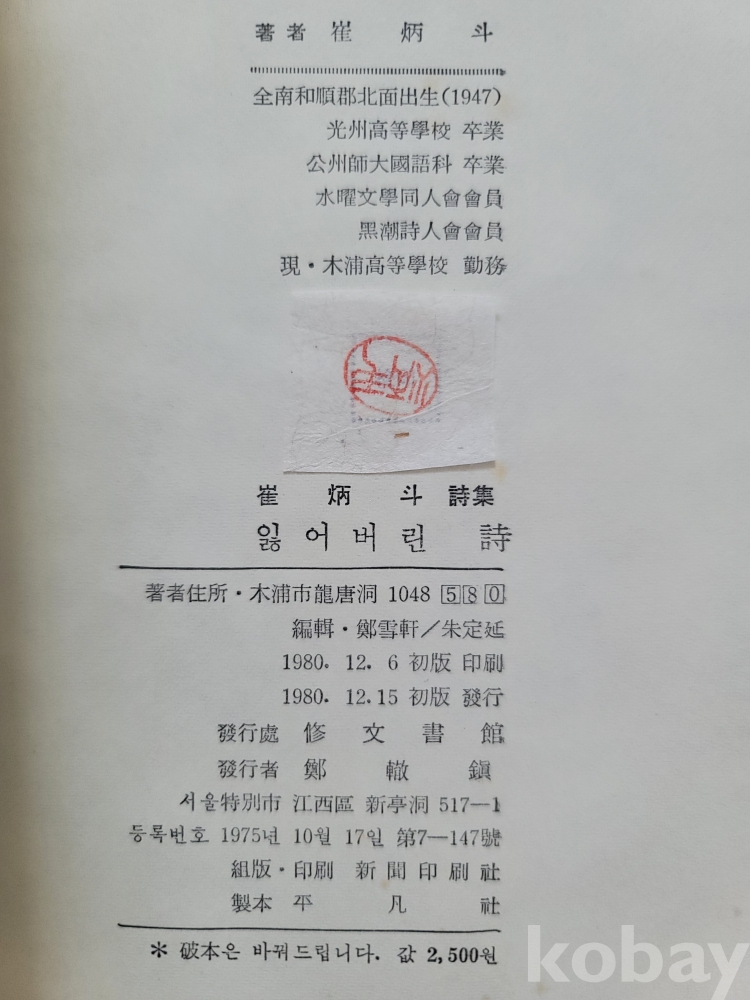 著者 崔炳斗
全南和順郡北面出生(1947)
光州高等學校 卒業
公州師大國語科 卒業
水曜文學同人會會員
黑潮詩人會會員
現·木浦高等學校 勤務
崔炳斗 詩集
잃어버린 詩
著者住所·木浦市龍唐洞 1048 580
編輯·鄭雪軒/朱定延
1980. 12. 6 初版 印刷
1980. 12. 15 初版 發行
發行處 修文書館
發行者 鄭轍鎭
서울特別市 江西區 新亭洞 517—1
등록번호 1975년 10월 17일 第7—147號
組版·印刷 新聞印刷社
製本 平凡社
* 破本은 바꿔드립니다. 값 2,500원
kobay